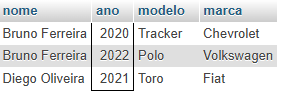 nome ano modelo marca
Bruno Ferreira 2020 Tracker Chevrolet
Bruno Ferreira 2022 Polo Volkswagen
Diego Oliveira 2021 Toro Fiat